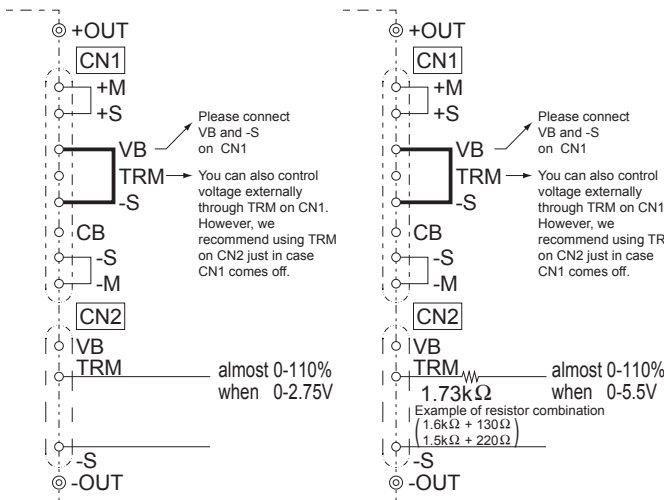 +OUT
CN1
+M
+S
VB
TRM
-S
CB
-S
-M
CN2
VB
TRM
-S
-OUT
Please connect
VB and -S
on CN1
You can also control
voltage externally
through TRM on CN1.
However, we
recommend using TRM
on CN2 just in case
CN1 comes off.
almost 0-110%
when 0-2.75V
+OUT
CN1
+M
+S
VB
TRM
-S
CB
-S
-M
CN2
VB
TRM
1.73kΩ
Example of resistor combination
(1.6kΩ + 130Ω
1.5kΩ + 220Ω)
-S
-OUT
Please connect
VB and -S
on CN1
You can also control
voltage externally
through TRM on CN1
However, we
recommend using TR
on CN2 just in case
CN1 comes off.
almost 0-110%
when 0-5.5V